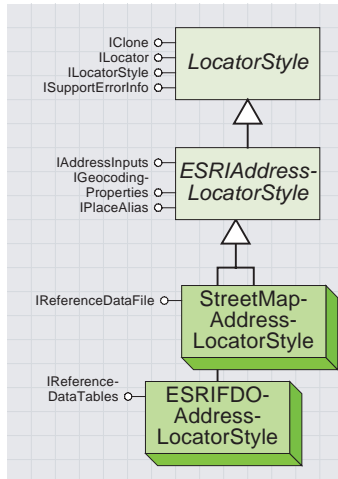 IClone
ILocator
ILocatorStyle
ISupportErrorInfo
LocatorStyle
IAddressInputs
IGeocoding-
Properties
IPlaceAlias
ESRIAddress-
LocatorStyle
IReferenceDataFile
StreetMap-
Address-
LocatorStyle
IReference-
DataTables
ESRIFDO-
Address-
LocatorStyle